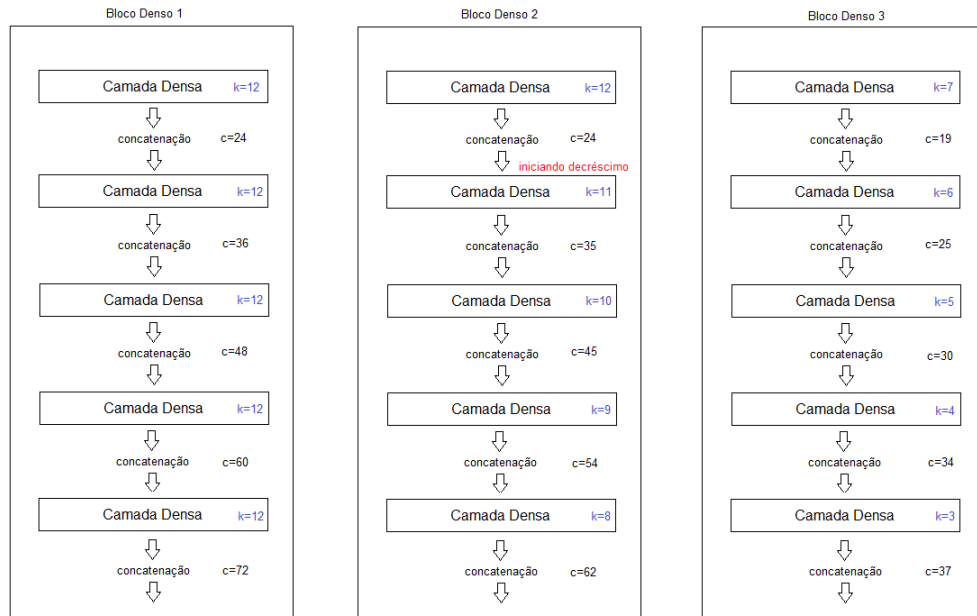 Bloco Denso 1
Camada Densa k=12
concatenação c=24
Camada Densa k=12
concatenação c=36
Camada Densa k=12
concatenação c=48
Camada Densa k=12
concatenação c=60
Camada Densa k=12
concatenação c=72
Bloco Denso 2
Camada Densa k=12
concatenação c=24
iniciando decréscimo
Camada Densa k=11
concatenação c=35
Camada Densa k=10
concatenação c=45
Camada Densa k=9
concatenação c=54
Camada Densa k=8
concatenação c=62
Bloco Denso 3
Camada Densa k=7
concatenação c=19
Camada Densa k=6
concatenação c=25
Camada Densa k=5
concatenação c=30
Camada Densa k=4
concatenação c=34
Camada Densa k=3
concatenação c=37